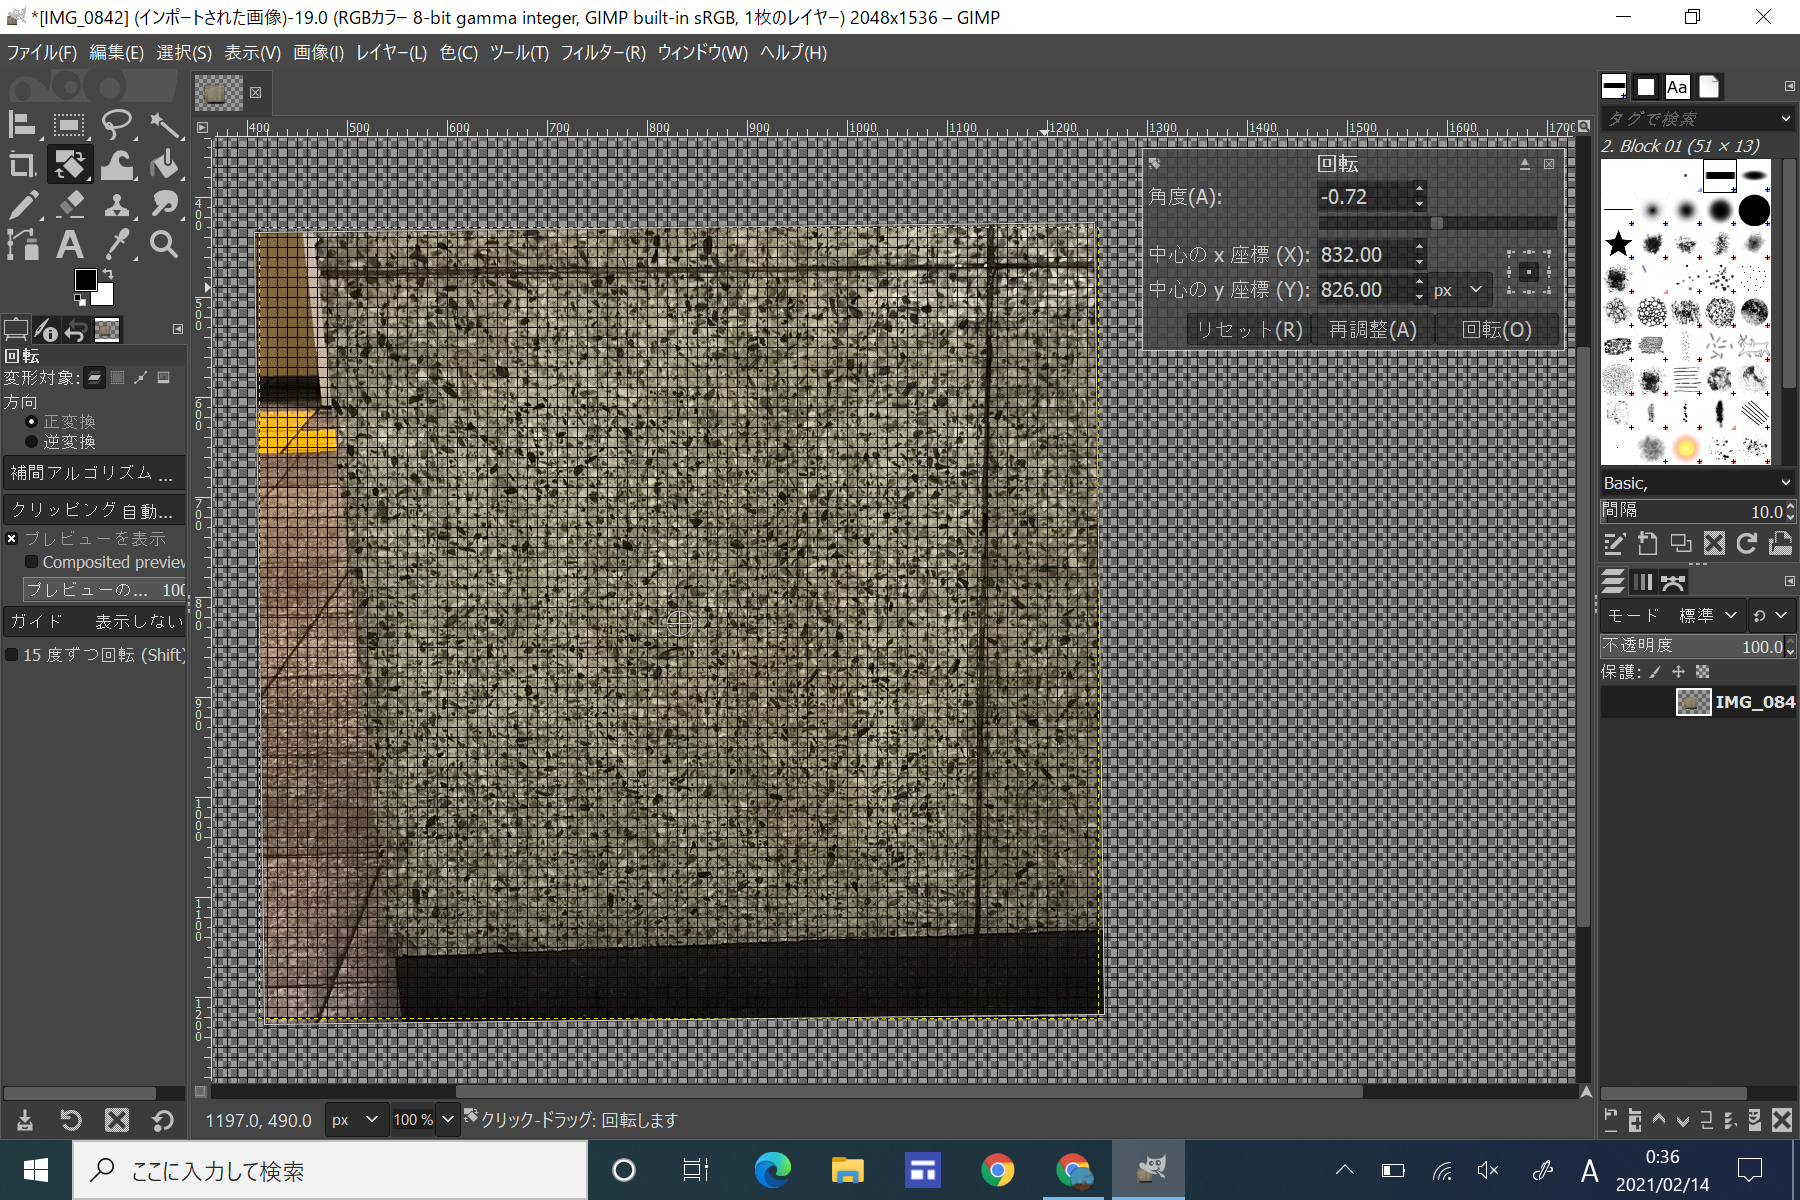 *[IMG_0842] (インポートされた画像)-19.0 (RGBカラー 8-bit gamma integer, GIMP built-in sRGB, 1枚のレイヤー) 2048x1536 – GIMP
ファイル(F) 編集(E) 選択(S) 表示(V) 画像(I) レイヤー(L) 色(C) ツール(T) フィルター(R) ウィンドウ(W) ヘルプ(H)
400 500 600 700 800 900 1000 1100 1200 1300 1400 1500 1600 1700
400
500
600
700
800
900
1000
1100
1200
回転
角度(A): -0.72
中心の x 座標 (X): 832.00
中心の y 座標 (Y): 826.00 px
リセット(R) 再調整(A) 回転(O)
回転
変形対象:
方向
正変換
逆変換
補間アルゴリズム ...
クリッピング 自動...
プレビューを表示
Composited preview
プレビューの... 100
ガイド 表示しない
15 度ずつ回転 (Shift)
Aa
タグで検索
2. Block 01 (51 × 13)
Basic,
間隔 10.0
モード 標準
不透明度 100.0
保護:
IMG_084
1197.0, 490.0 px 100 % クリック-ドラッグ: 回転します
ここに入力して検索
A
0:36
2021/02/14